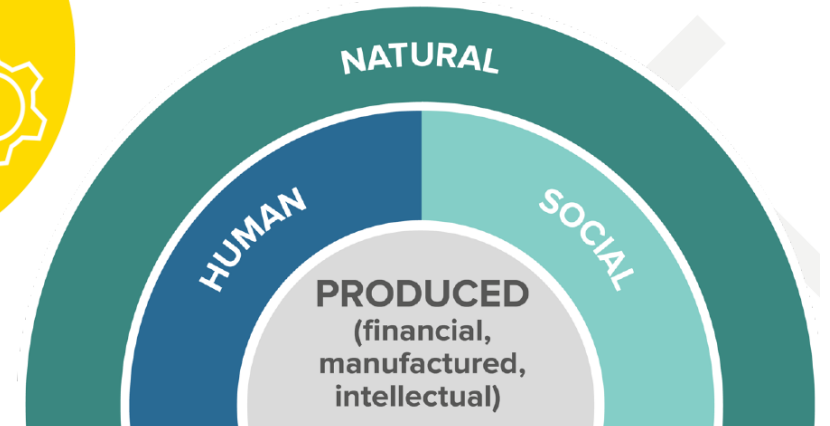 NATURAL
HUMAN
SOCIAL
PRODUCED
(financial,
manufactured,
intellectual)